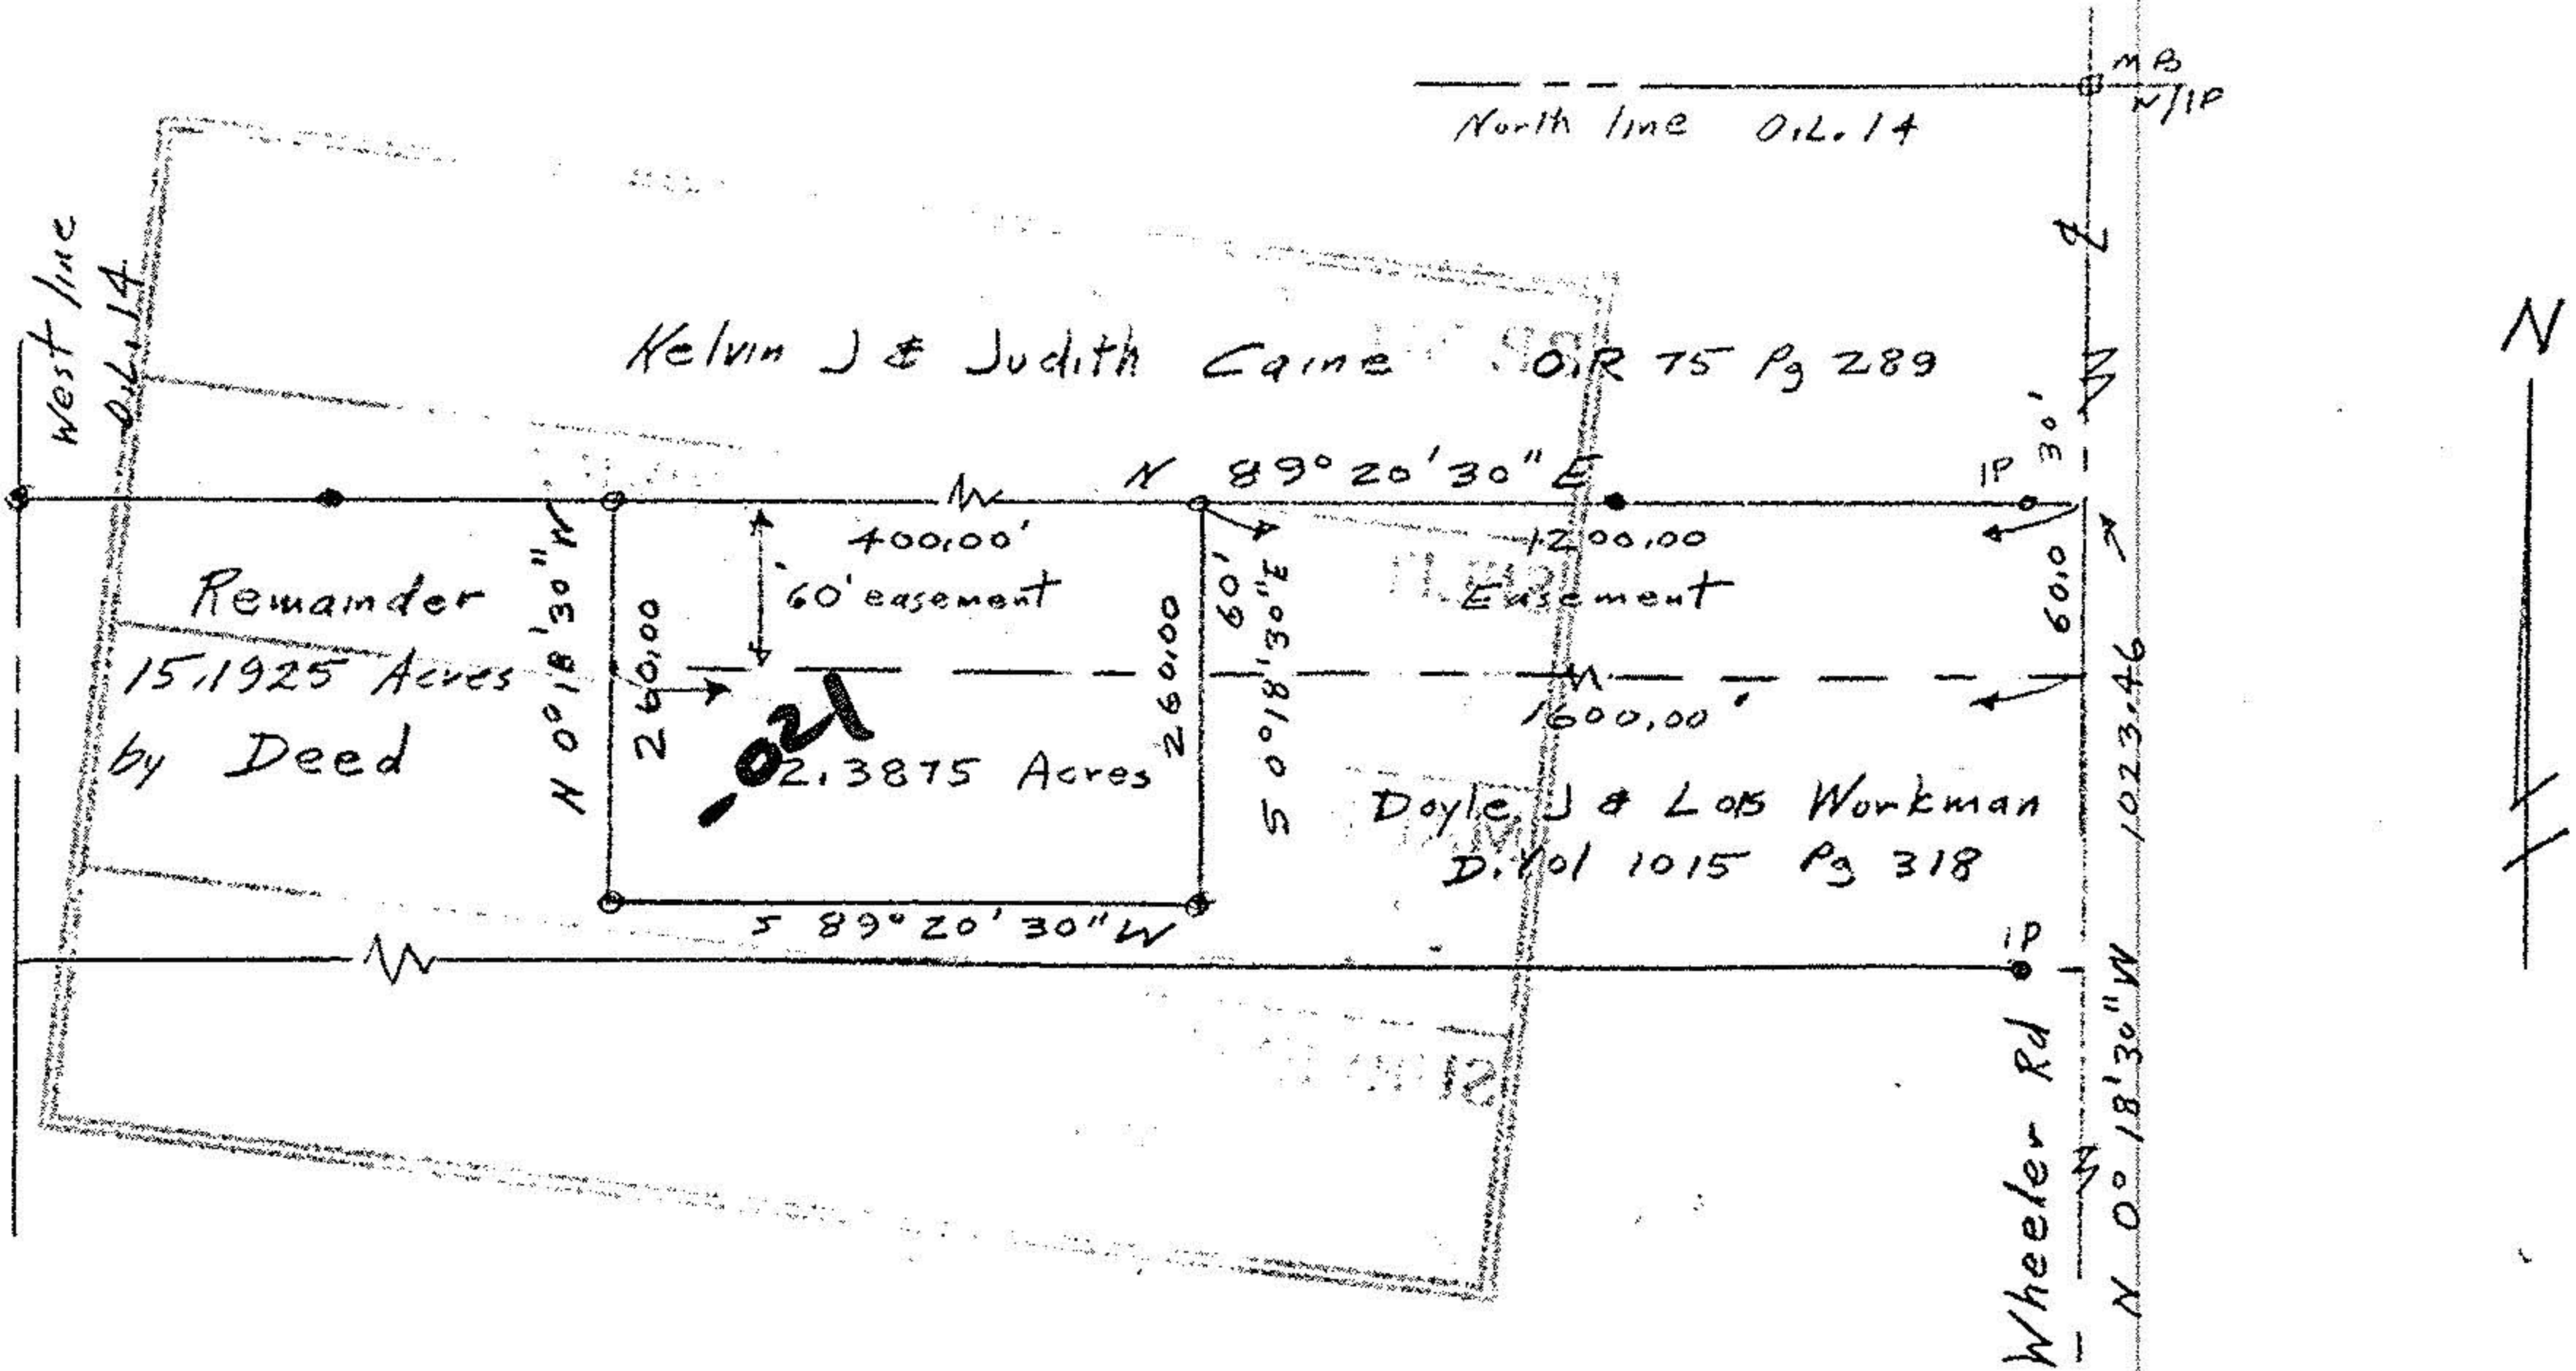 MB
N/IP
North line O.L. 14
West line
O.L. 14
N
Kelvin J & Judith Caine O.R 75 Pg 289
30'
IP
N 89° 20' 30" E
400.00'
1200.00
60' easement
Easement
60'
60.0
Remainder
15.1925 Acres
by Deed
N 0° 18' 30" W
260.00
260.00
S 0° 18' 30" E
1600.00'
-021
2.3875 Acres
Doyle J & Lois Workman
D. Vol 1015 Pg 318
S 89° 20' 30" W
IP
Wheeler Rd
N 0° 18' 30" W 1023.46